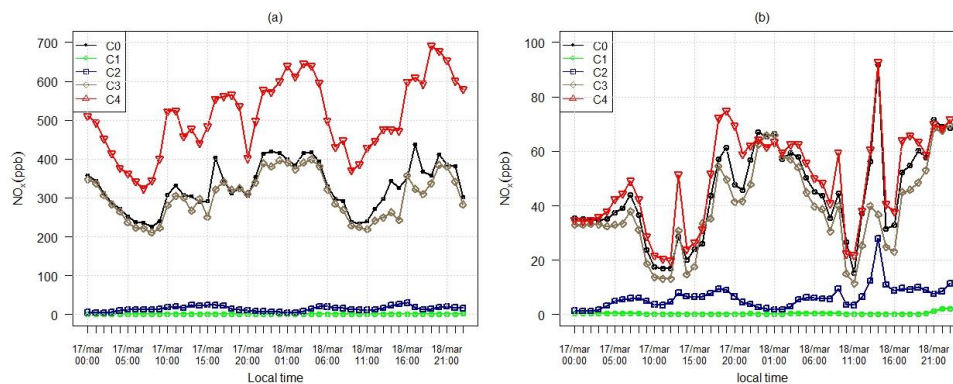 (a)
NOx(ppb)
700
600
500
400
300
200
100
0
C0
C1
C2
C3
C4
17/mar 17/mar 17/mar 17/mar 17/mar 18/mar 18/mar 18/mar 18/mar 18/mar
00:00 05:00 10:00 15:00 20:00 01:00 06:00 11:00 16:00 21:00
Local time
(b)
NOx(ppb)
100
80
60
40
20
0
C0
C1
C2
C3
C4
17/mar 17/mar 17/mar 17/mar 17/mar 18/mar 18/mar 18/mar 18/mar 18/mar
00:00 05:00 10:00 15:00 20:00 01:00 06:00 11:00 16:00 21:00
local time